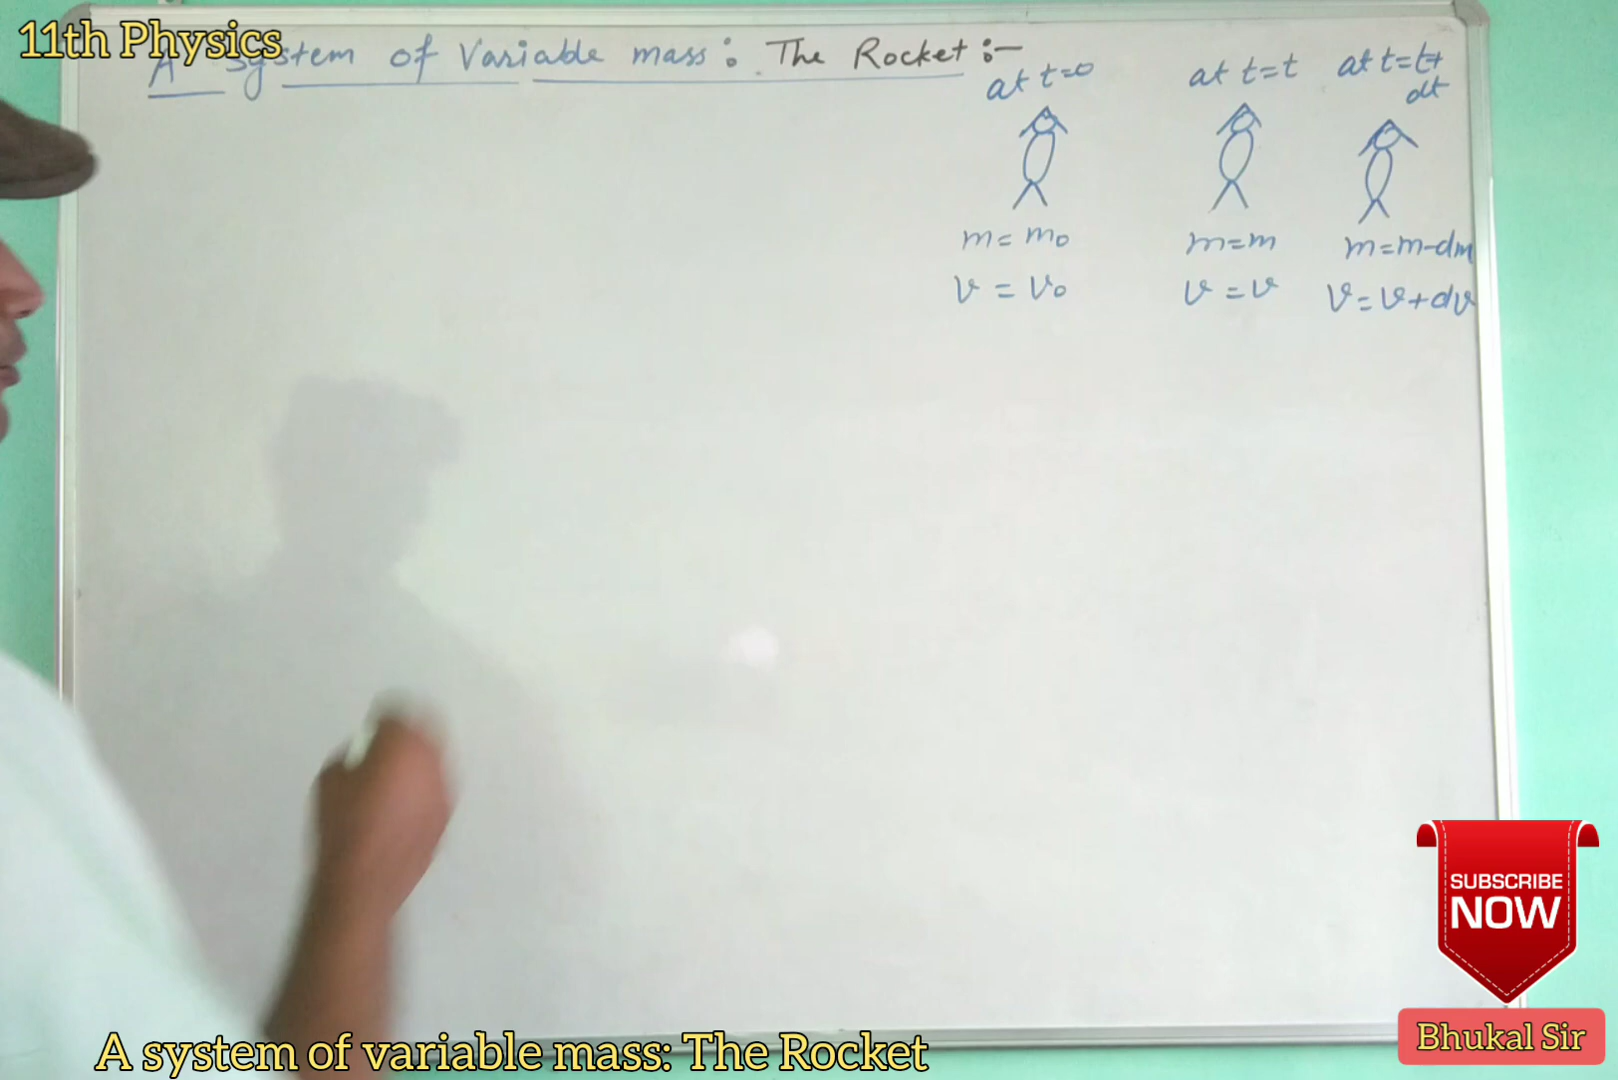 11th Physics
A System of Variable mass: The Rocket :-
at t=0
at t=t
at t=t+
dt
m = m₀
m=m
m=m-dm
v = v₀
v = v
v=v+dv
SUBSCRIBE
NOW
Bhukal Sir
A system of variable mass: The Rocket